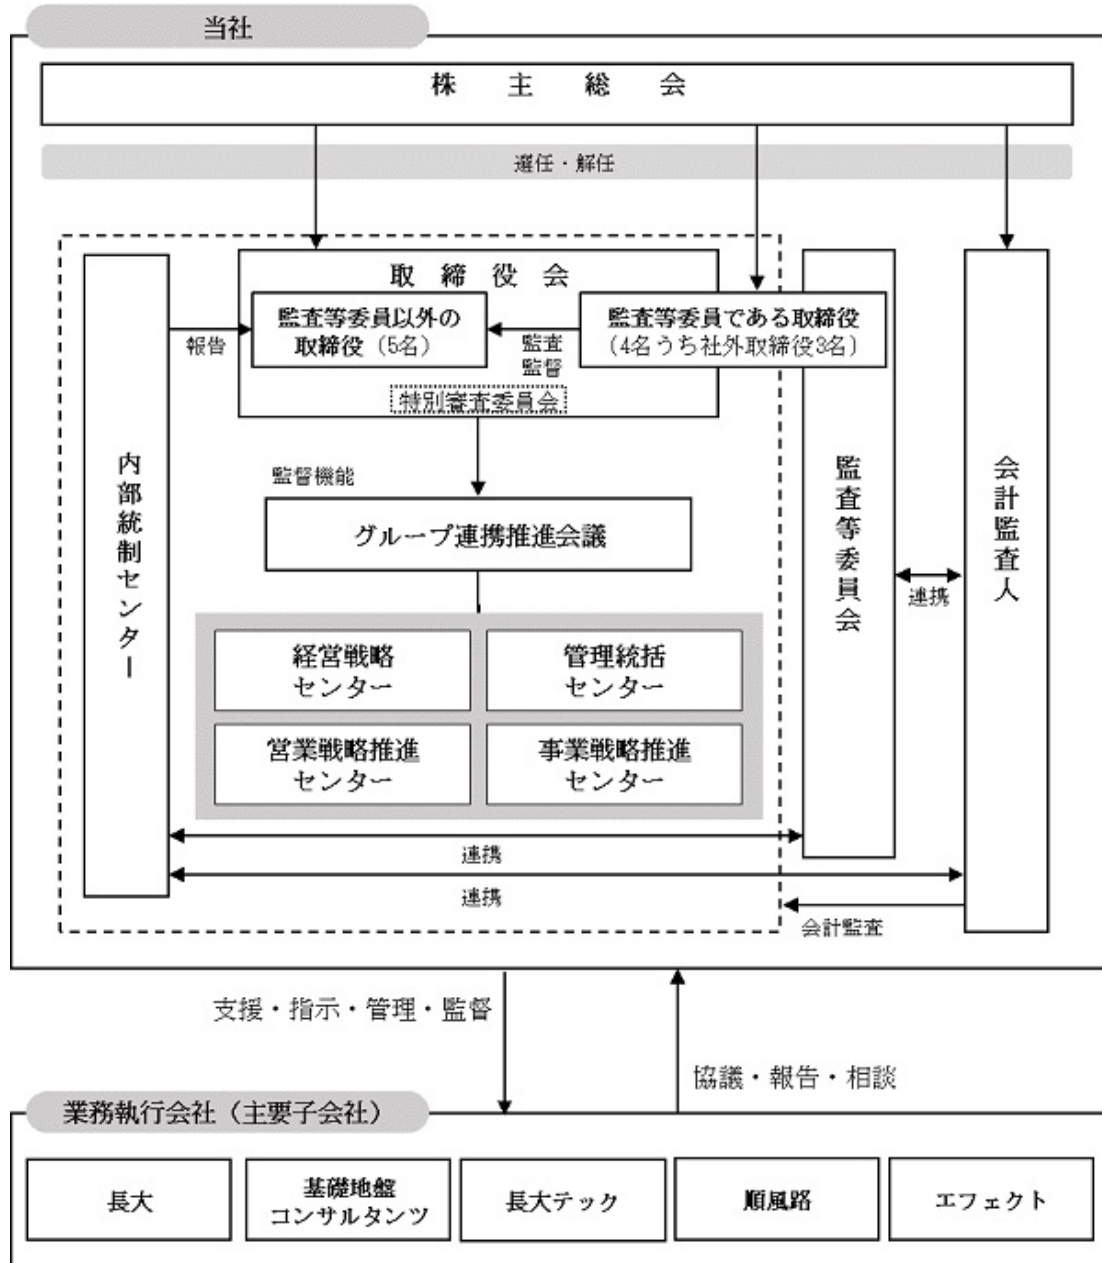 当社
株主総会
選任・解任
取締役会
監査等委員以外の
取締役（5名）
監査等委員である取締役
（4名うち社外取締役3名）
報告
監査
監督
特別審査委員会
内部統制センター
監督機能
グループ連携推進会議
監査等委員会
会計監査人
連携
経営戦略
センター
管理統括
センター
営業戦略推進
センター
事業戦略推進
センター
連携
連携
会計監査
支援・指示・管理・監督
協議・報告・相談
業務執行会社（主要子会社）
長大
基礎地盤
コンサルタンツ
長大テック
順風路
エフェクト